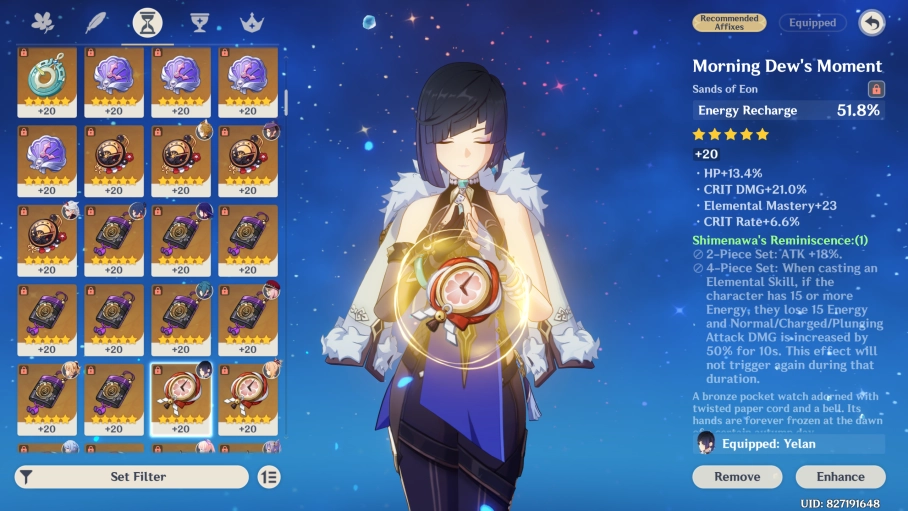 Recommended
Affixes
Equipped
Morning Dew's Moment
Sands of Eon
Energy Recharge 51.8%
+20
· HP+13.4%
· CRIT DMG+21.0%
· Elemental Mastery+23
· CRIT Rate+6.6%
Shimenawa's Reminiscence:(1)
2-Piece Set: ATK +18%.
4-Piece Set: When casting an
Elemental Skill, if the
character has 15 or more
Energy, they lose 15 Energy
and Normal/Charged/Plunging
Attack DMG is increased by
50% for 10s. This effect will
not trigger again during that
duration.
A bronze pocket watch adorned with
twisted paper cord and a bell. Its
hands are forever frozen at the dawn
Equipped: Yelan
Remove
Enhance
UID: 827191648
+20 +20 +20 +20
+20 +20 +20 +20
+20 +20 +20 +20
+20 +20 +20 +20
+20 +20 +20 +20
Set Filter